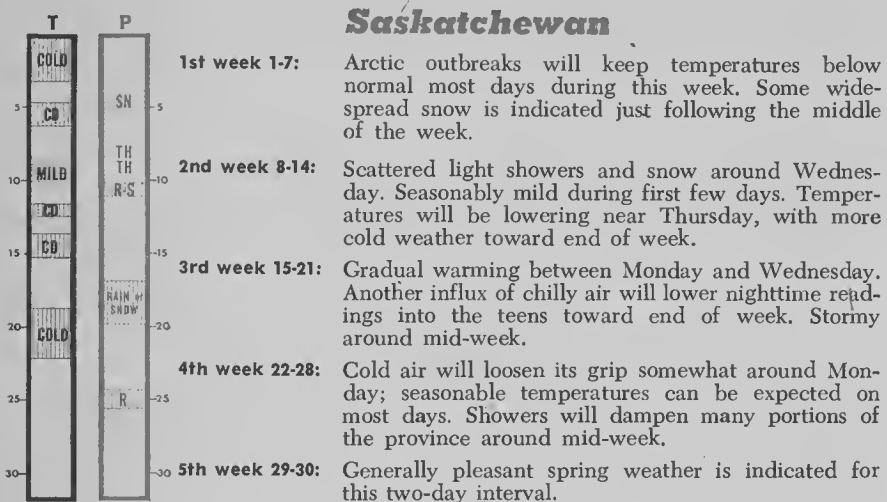 Saskatchewan
T
P
COLD
5
CD
MILD
10
CD
15
CD
20
COLD
25
30
SN
5
TH
TH
10
R-S
15
RAIN or
SNOW
20
R
25
30
1st week 1-7:
Arctic outbreaks will keep temperatures below
normal most days during this week. Some wide-
spread snow is indicated just following the middle
of the week.
2nd week 8-14:
Scattered light showers and snow around Wednes-
day. Seasonably mild during first few days. Temper-
atures will be lowering near Thursday, with more
cold weather toward end of week.
3rd week 15-21:
Gradual warming between Monday and Wednesday.
Another influx of chilly air will lower nighttime read-
ings into the teens toward end of week. Stormy
around mid-week.
4th week 22-28:
Cold air will loosen its grip somewhat around Mon-
day; seasonable temperatures can be expected on
most days. Showers will dampen many portions of
the province around mid-week.
5th week 29-30:
Generally pleasant spring weather is indicated for
this two-day interval.